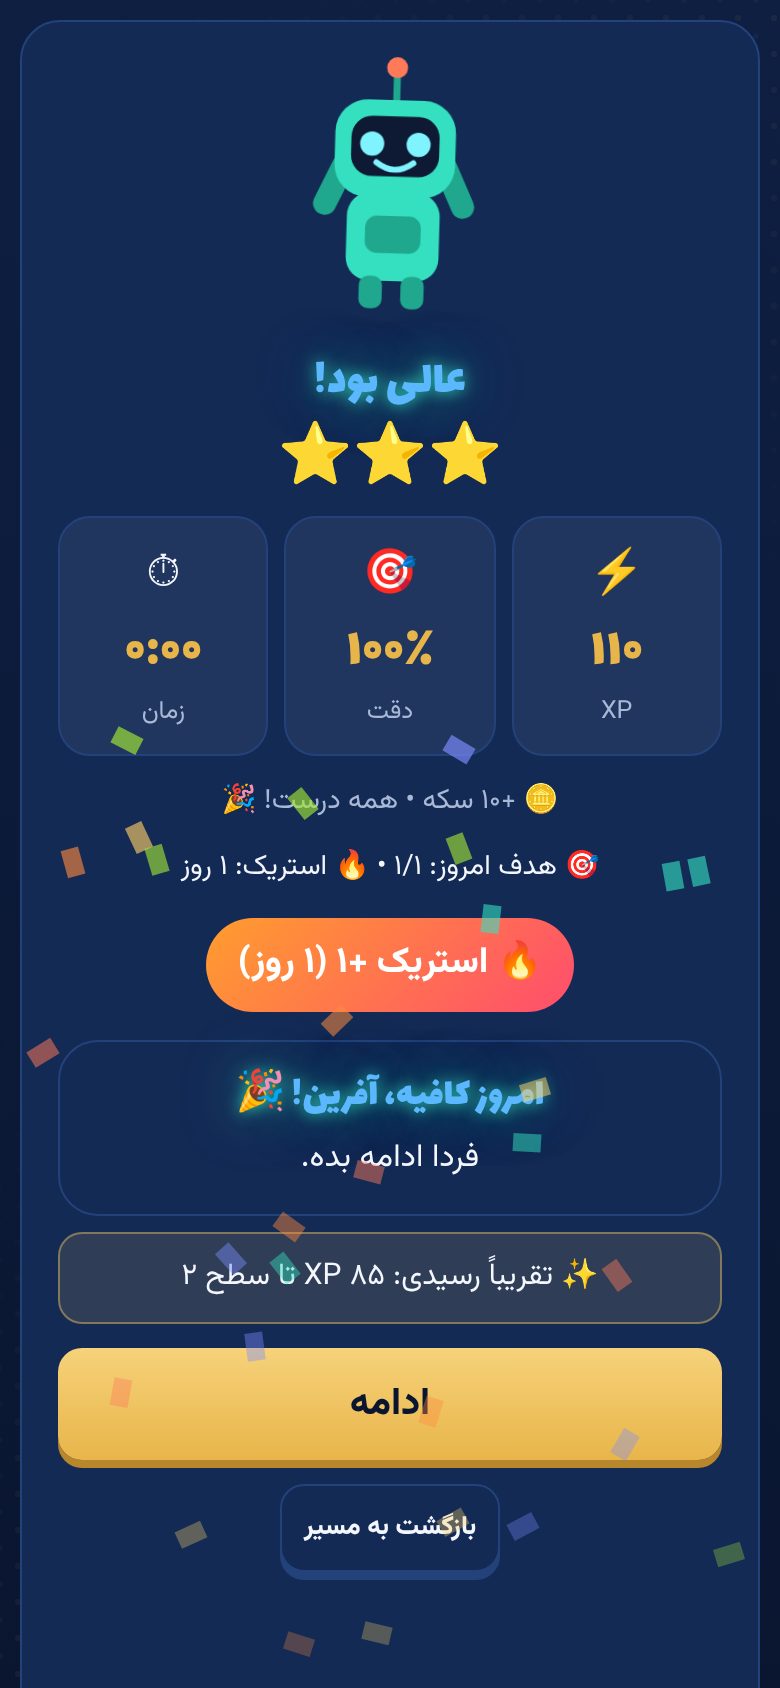 عالی بود!
⭐⭐⭐
⚡ 🎯 ⏱
۱۱۰ ۱۰۰٪ ۰:۰۰
XP دقت زمان
🪙 +۱۰ سکه • همه درست! 🎉
🎯 هدف امروز: ۱/۱ • 🔥 استریک: ۱ روز
🔥 استریک +۱ (۱ روز)
امروز کافیه، آفرین! 🎉
فردا ادامه بده.
✨ تقریباً رسیدی: ۸۵ XP تا سطح ۲
ادامه
بازگشت به مسیر